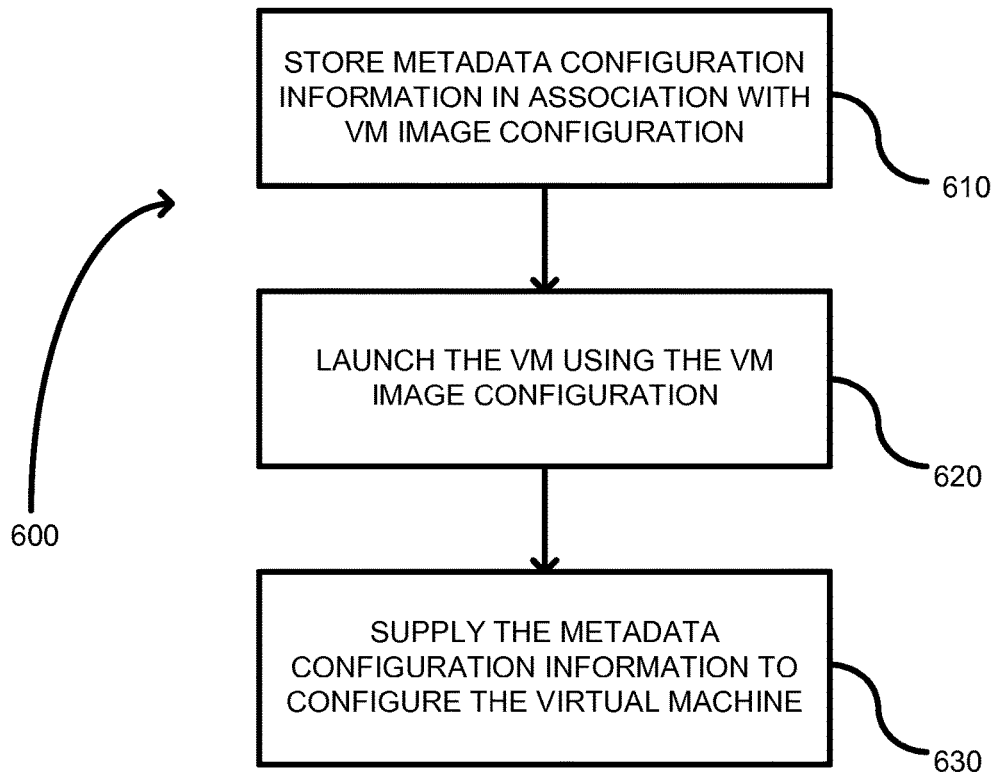 STORE METADATA CONFIGURATION
INFORMATION IN ASSOCIATION WITH
VM IMAGE CONFIGURATION
610
LAUNCH THE VM USING THE VM
IMAGE CONFIGURATION
620
600
SUPPLY THE METADATA
CONFIGURATION INFORMATION TO
CONFIGURE THE VIRTUAL MACHINE
630